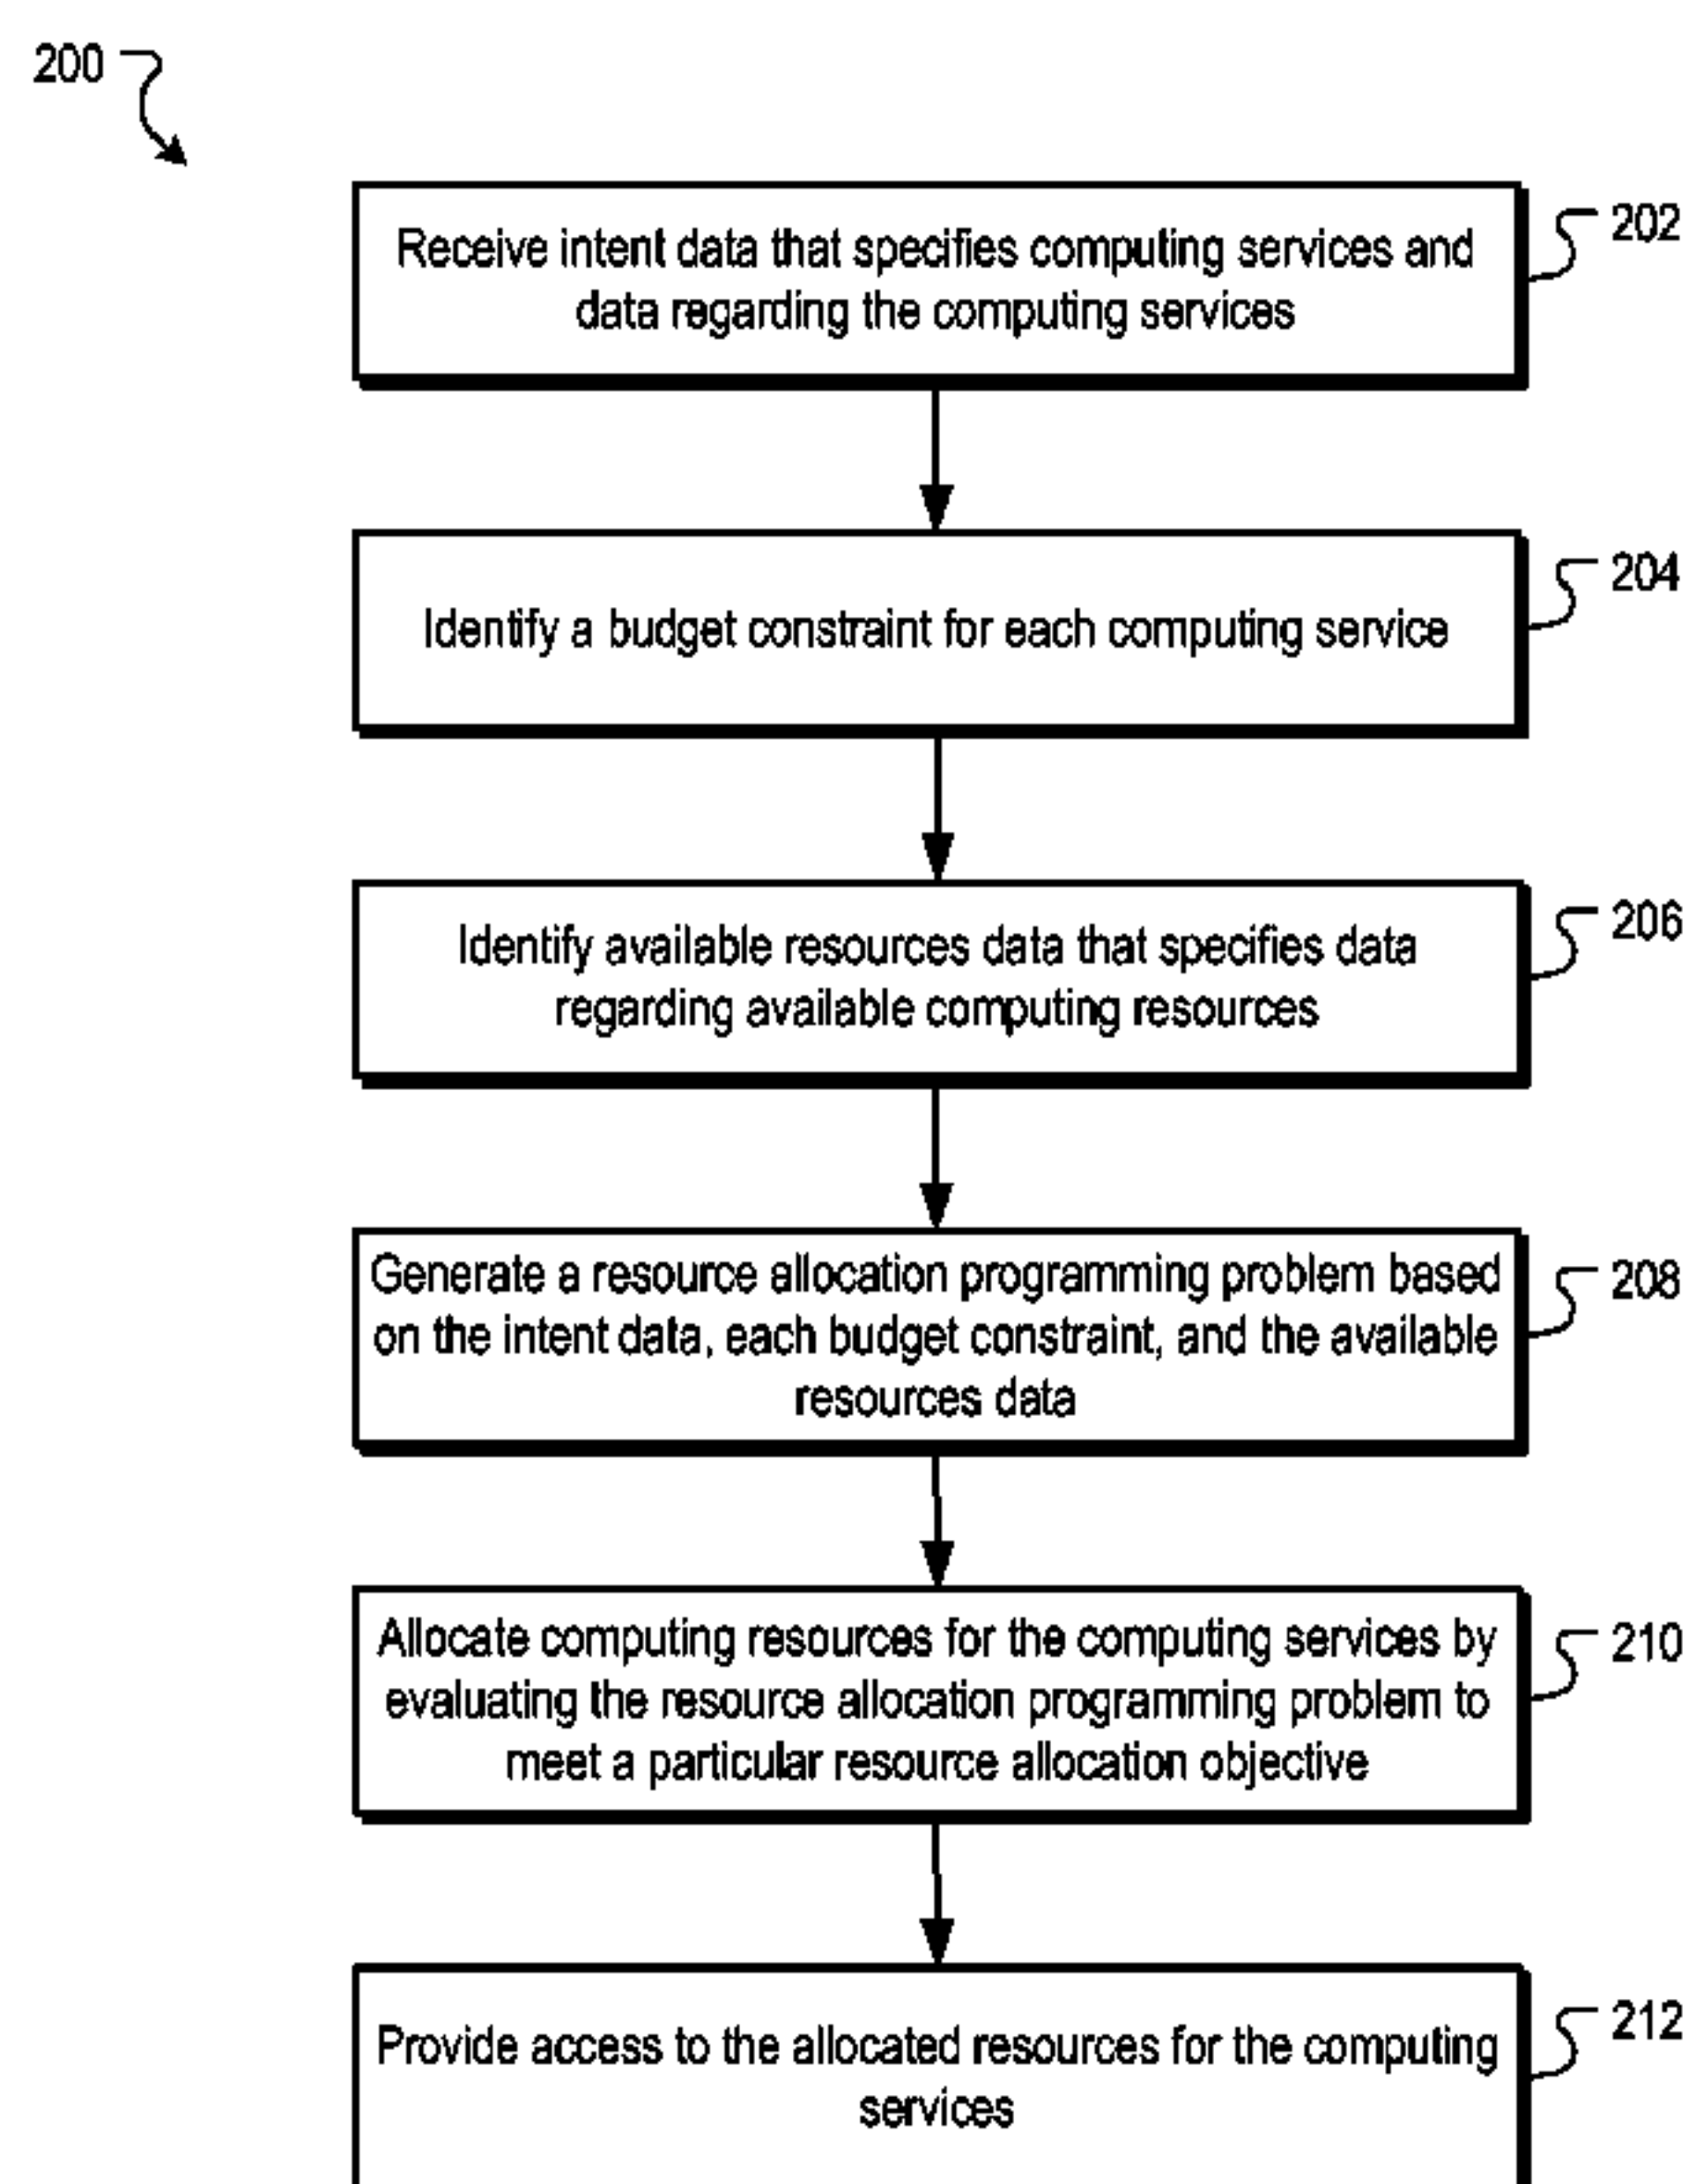 200
Receive intent data that specifies computing services and
data regarding the computing services
202
Identify a budget constraint for each computing service
204
Identify available resources data that specifies data
regarding available computing resources
206
Generate a resource allocation programming problem based
on the intent data, each budget constraint, and the available
resources data
208
Allocate computing resources for the computing services by
evaluating the resource allocation programming problem to
meet a particular resource allocation objective
210
Provide access to the allocated resources for the computing
services
212